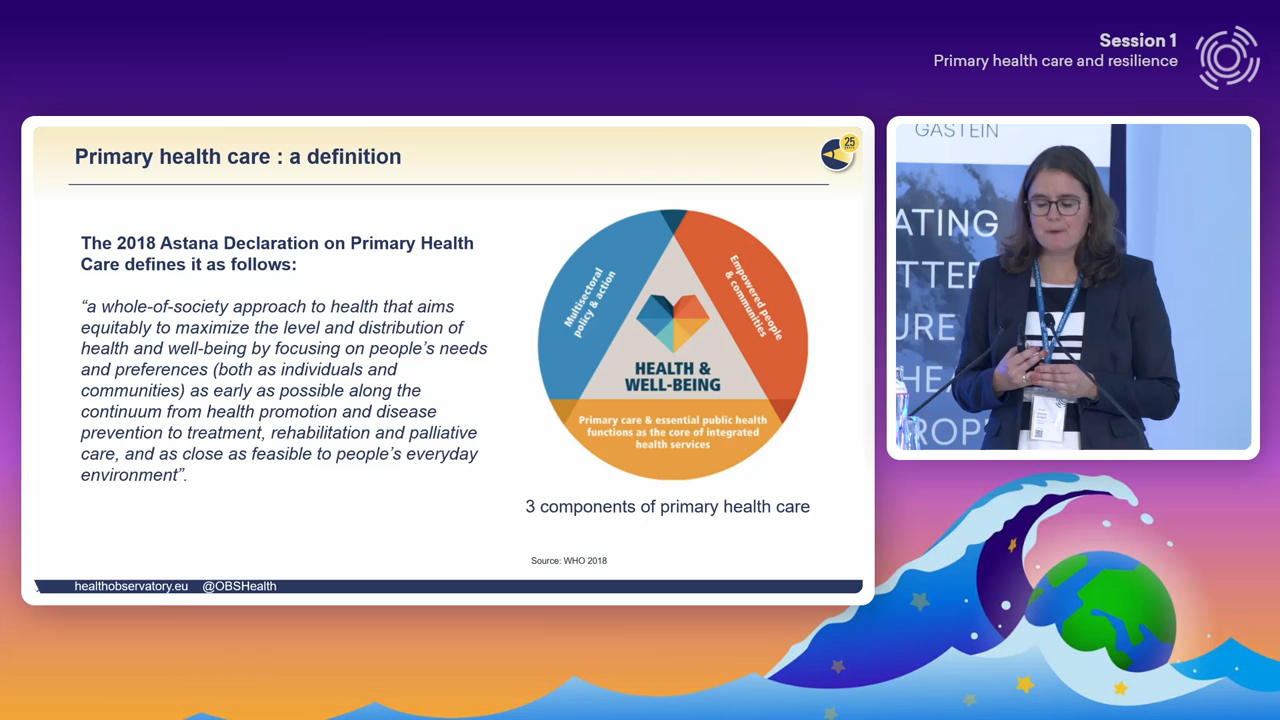 Session 1
Primary health care and resilience
Primary health care : a definition
25
The 2018 Astana Declaration on Primary Health
Care defines it as follows:
“a whole-of-society approach to health that aims
equitably to maximize the level and distribution of
health and well-being by focusing on people’s needs
and preferences (both as individuals and
communities) as early as possible along the
continuum from health promotion and disease
prevention to treatment, rehabilitation and palliative
care, and as close as feasible to people’s everyday
environment”.
Multisectoral
policy & action
Empowered people
& communities
HEALTH &
WELL-BEING
Primary care & essential public health
functions as the core of integrated
health services
3 components of primary health care
Source: WHO 2018
healthobservatory.eu @OBSHealth
GASTEIN
ATING
TTER
URE
HEA
ROP